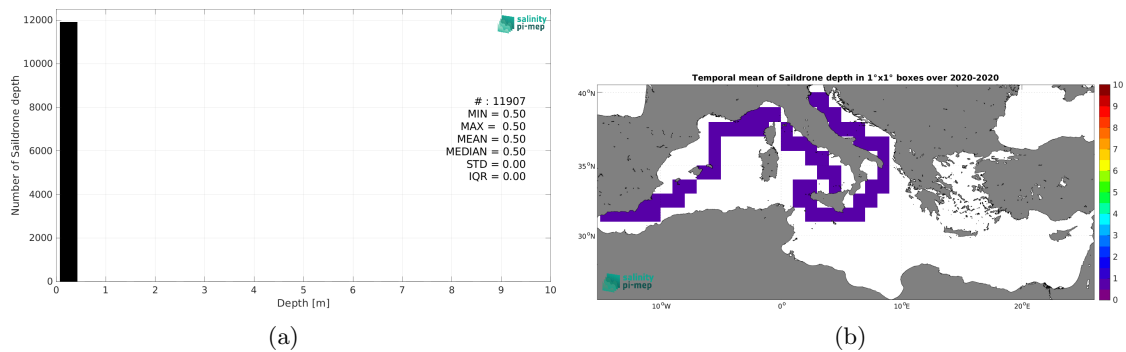 12000
10000
8000
6000
4000
2000
0
Number of Saildrone depth
0 1 2 3 4 5 6 7 8 9 10
Depth [m]
salinity
pi-mep
# : 11907
MIN = 0.50
MAX = 0.50
MEAN = 0.50
MEDIAN = 0.50
STD = 0.00
IQR = 0.00
(a)
Temporal mean of Saildrone depth in 1°x1° boxes over 2020-2020
40°N
35°N
30°N
10°W 0° 10°E 20°E
salinity
pi-mep
10
9
8
7
6
5
4
3
2
1
0
(b)